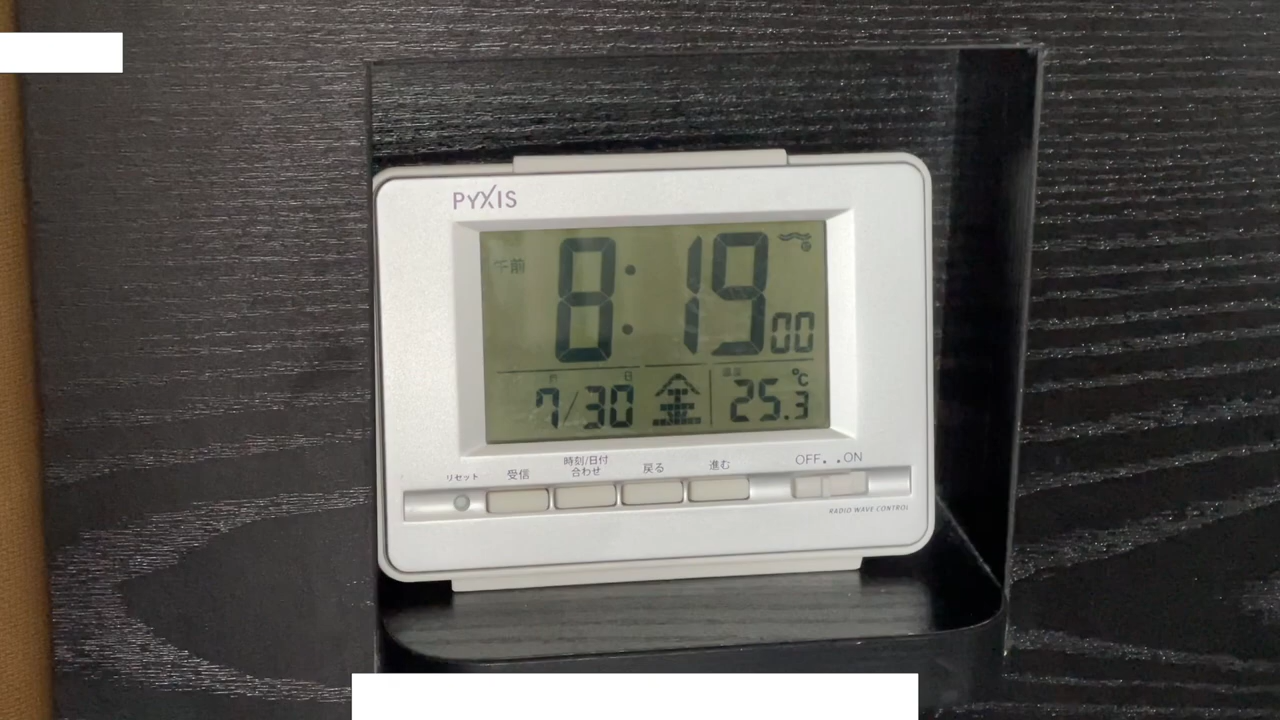 PYXIS
午前
8:19 00
月 日 温度 °C
7/30 金 25.3
リセット 受信 時刻/日付 合わせ 戻る 進む OFF ON
RADIO WAVE CONTROL